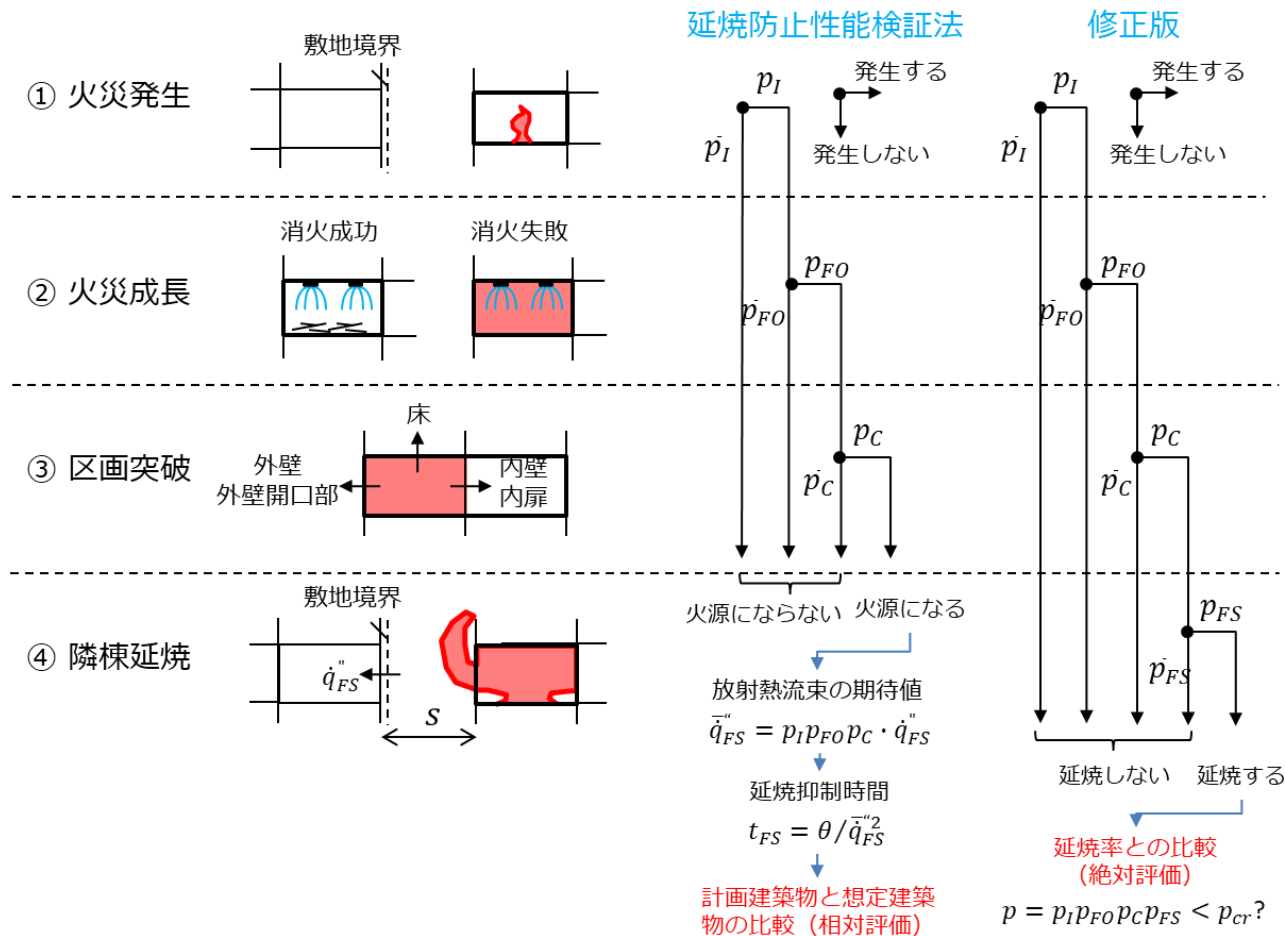 延焼防止性能検証法
修正版
① 火災発生
敷地境界
p_I
p̄_I
発生する
発生しない
p_I
p̄_I
発生する
発生しない
② 火災成長
消火成功
消火失敗
p_FO
p̄_FO
p_FO
p̄_FO
③ 区画突破
床
外壁
外壁開口部
内壁
内扉
p_C
p̄_C
p_C
p̄_C
④ 隣棟延焼
敷地境界
q̇"_FS
S
火源にならない
火源になる
放射熱流束の期待値
q̇̄"_FS = p_I p_FO p_C · q̇"_FS
延焼抑制時間
t_FS = θ/q̇̄"²_FS
計画建築物と想定建築
物の比較（相対評価）
p_FS
p̄_FS
延焼しない
延焼する
延焼率との比較
（絶対評価）
p = p_I p_FO p_C p_FS < p_cr?